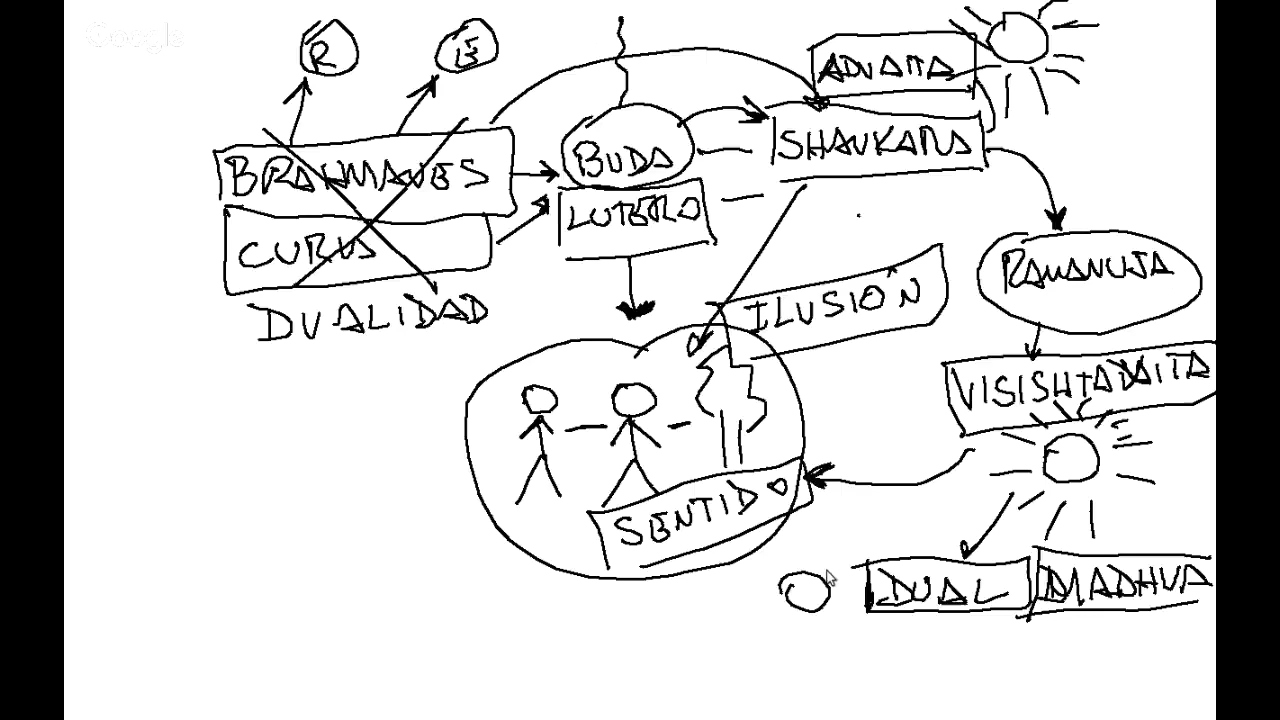 Google
R
E
ADVAITA
BRAHMANES
BUDA
SHANKARA
CURAS
LUTERO
DUALIDAD
ILUSIÓN
RAMANUJA
VISISHTADVAITA
SENTIDO
DUAL
MADHVA